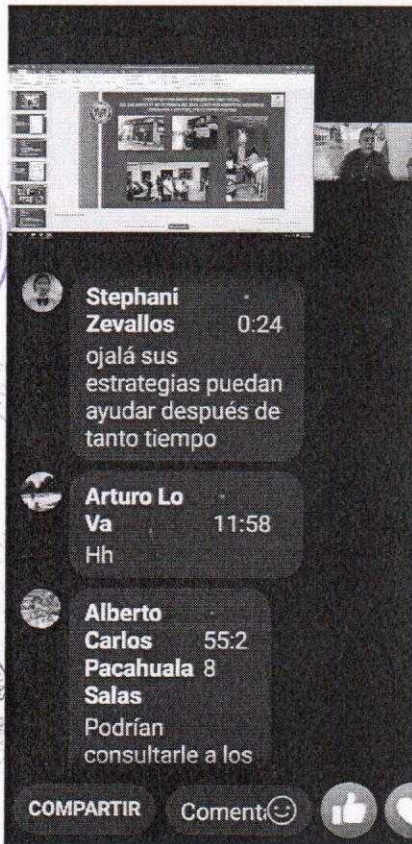 Stephani
Zevallos 0:24
ojalá sus
estrategias puedan
ayudar después de
tanto tiempo
Arturo Lo
Va 11:58
Hh
Alberto
Carlos 55:2
Pacahuala 8
Salas
Podrían
consultarle a los
COMPARTIR
Coment